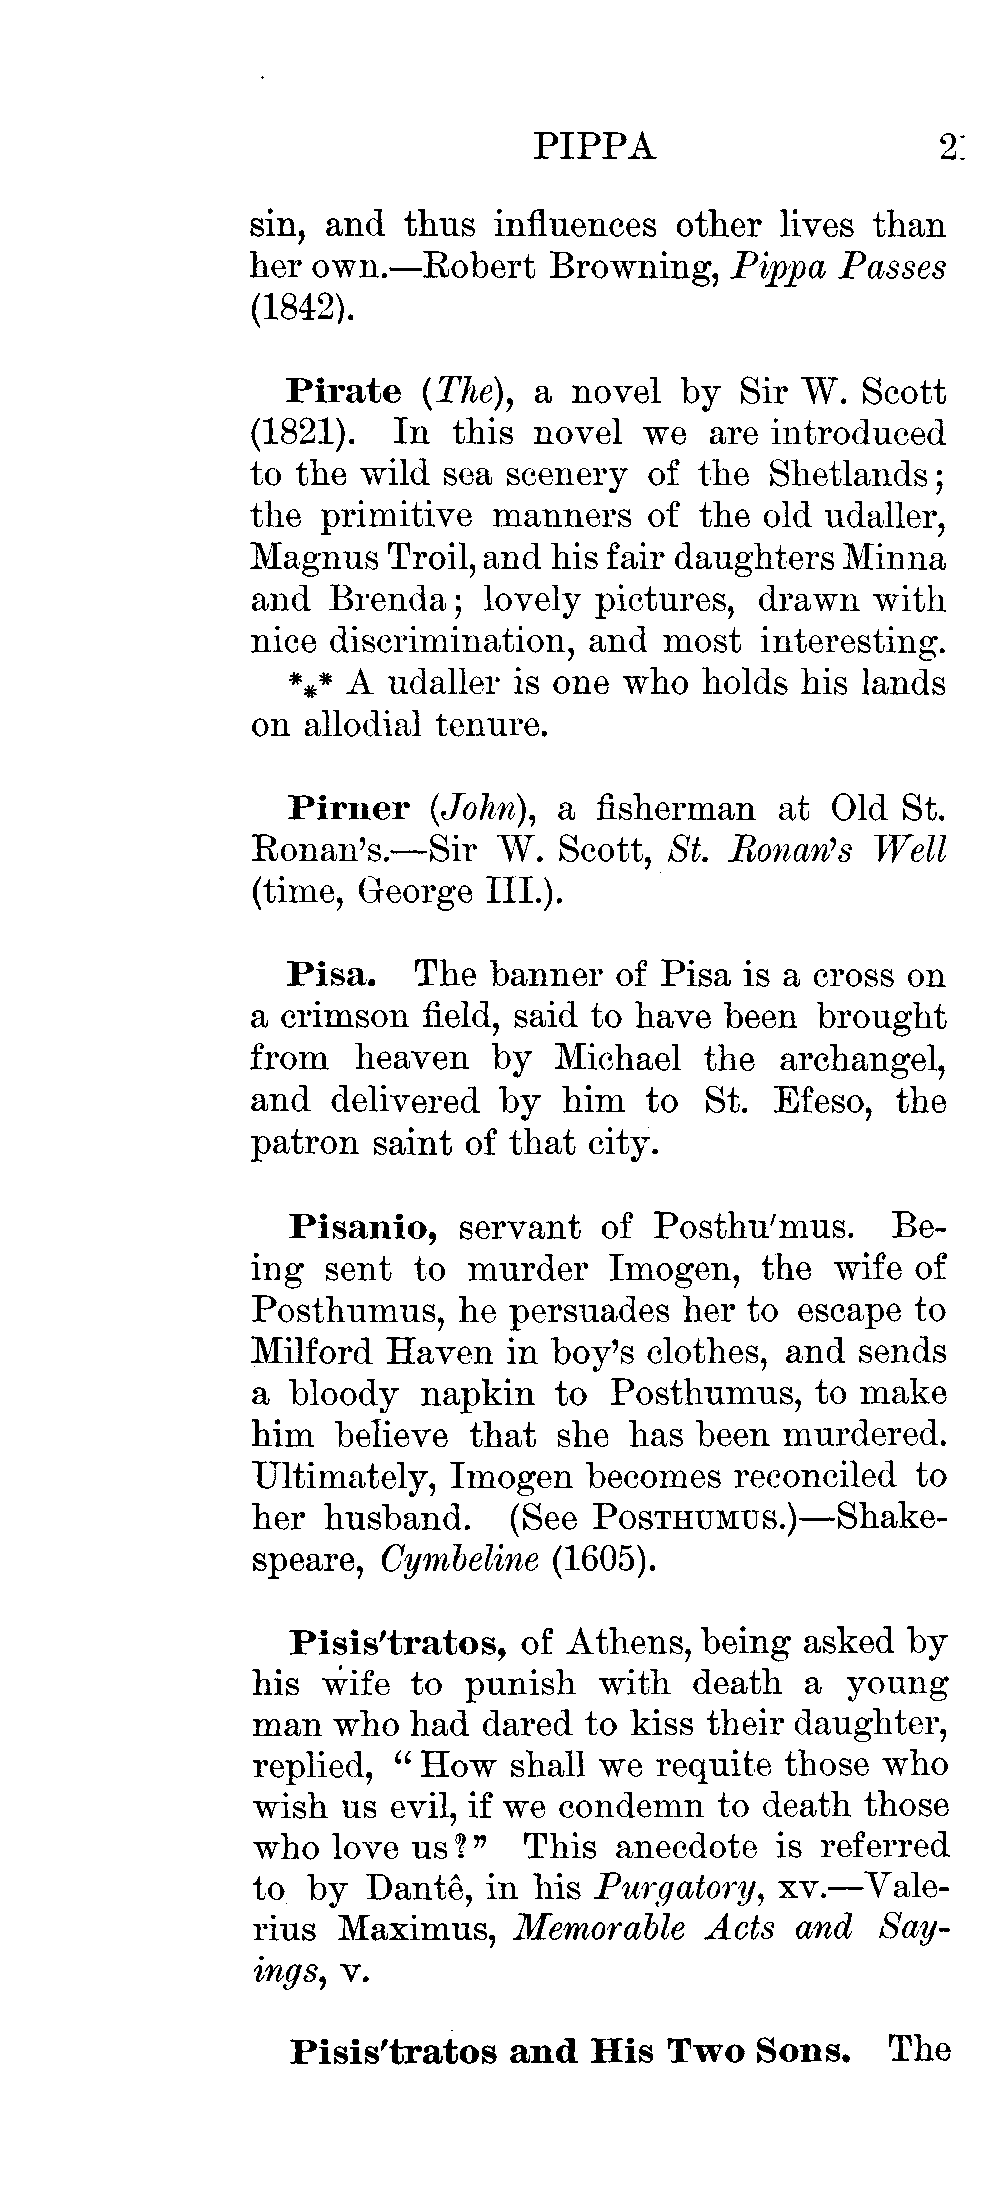 PIPPA
sin, and thus influences other lives than
her own.—Robert Browning, Pippa Passes
(1842).
Pirate (The), a novel by Sir W. Scott
(1821). In this novel we are introduced
to the wild sea scenery of the Shetlands;
the primitive manners of the old udaller,
Magnus Troil, and his fair daughters Minna
and Brenda; lovely pictures, drawn with
nice discrimination, and most interesting.
*⁎* A udaller is one who holds his lands
on allodial tenure.
Pirner (John), a fisherman at Old St.
Ronan's.—Sir W. Scott, St. Ronan's Well
(time, George III.).
Pisa. The banner of Pisa is a cross on
a crimson field, said to have been brought
from heaven by Michael the archangel,
and delivered by him to St. Efeso, the
patron saint of that city.
Pisanio, servant of Posthu'mus. Be-
ing sent to murder Imogen, the wife of
Posthumus, he persuades her to escape to
Milford Haven in boy's clothes, and sends
a bloody napkin to Posthumus, to make
him believe that she has been murdered.
Ultimately, Imogen becomes reconciled to
her husband. (See POSTHUMUS.)—Shake-
speare, Cymbeline (1605).
Pisis'tratos, of Athens, being asked by
his wife to punish with death a young
man who had dared to kiss their daughter,
replied, "How shall we requite those who
wish us evil, if we condemn to death those
who love us?" This anecdote is referred
to by Dantê, in his Purgatory, xv.—Vale-
rius Maximus, Memorable Acts and Say-
ings, v.
Pisis'tratos and His Two Sons. The